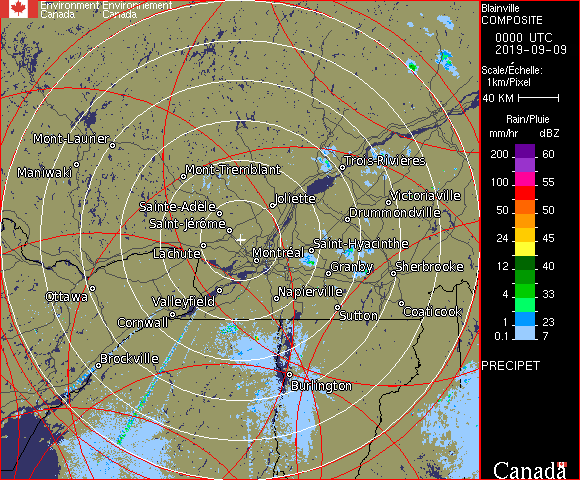 Environment Environnement
Canada Canada
Blainville
COMPOSITE
0000 UTC
2019-09-09
Scale/Échelle:
1km/Pixel
40 KM
Rain/Pluie
mm/hr dBZ
200 60
150 57
100 55
50 50
24 45
12 40
4 33
1 23
0.1 7
PRECIPET
Canada
Mont-Laurier
Maniwaki
Mont-Tremblant
Trois-Rivières
Joliette
Victoriaville
Sainte-Adèle
Drummondville
Saint-Jérôme
Saint-Hyacinthe
Lachute
Montréal
Granby
Sherbrooke
Ottawa
Valleyfield
Napierville
Coaticook
Cornwall
Sutton
Brockville
Burlington